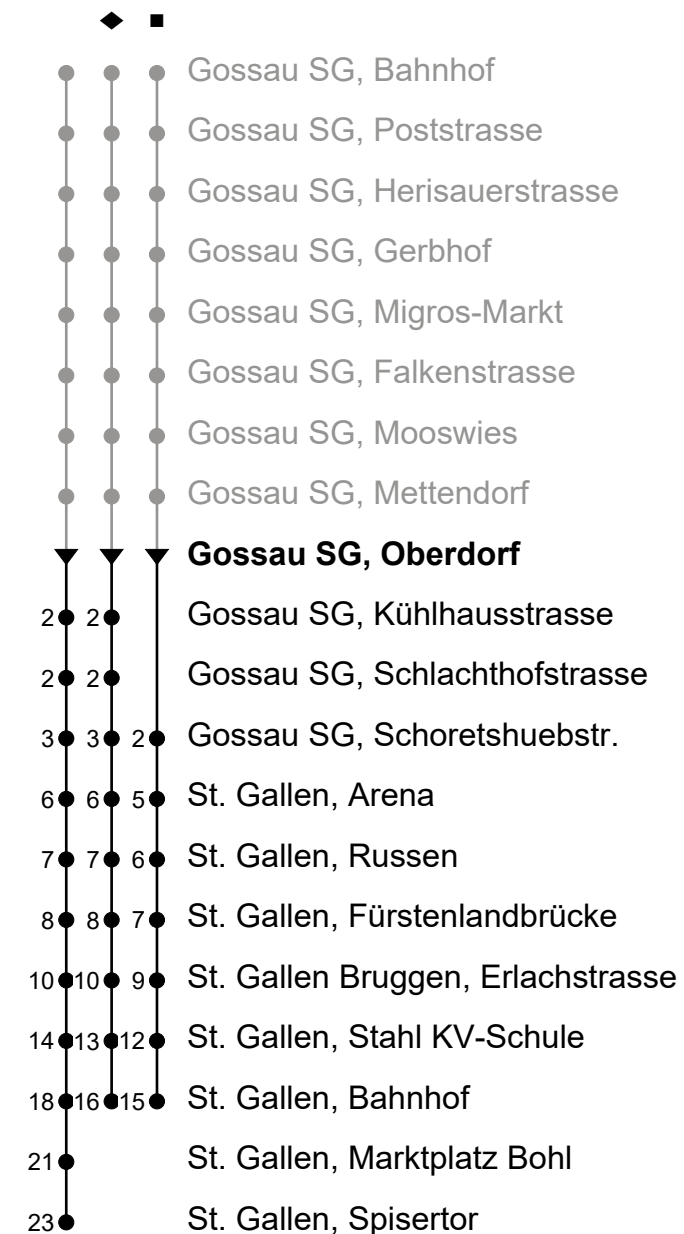 Gossau SG, Bahnhof
Gossau SG, Poststrasse
Gossau SG, Herisauerstrasse
Gossau SG, Gerbhof
Gossau SG, Migros-Markt
Gossau SG, Falkenstrasse
Gossau SG, Mooswies
Gossau SG, Mettendorf
Gossau SG, Oberdorf
2 2 Gossau SG, Kühlhausstrasse
2 2 Gossau SG, Schlachthofstrasse
3 3 2 Gossau SG, Schoretshuebstr.
6 6 5 St. Gallen, Arena
7 7 6 St. Gallen, Russen
8 8 7 St. Gallen, Fürstenlandbrücke
10 10 9 St. Gallen Bruggen, Erlachstrasse
14 13 12 St. Gallen, Stahl KV-Schule
18 16 15 St. Gallen, Bahnhof
21 St. Gallen, Marktplatz Bohl
23 St. Gallen, Spisertor